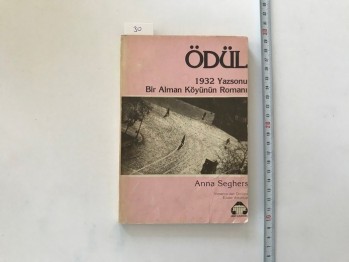 30
ÖDÜL
1932 Yazsonu
Bir Alman Köyünün Romanı
Anna Seghers